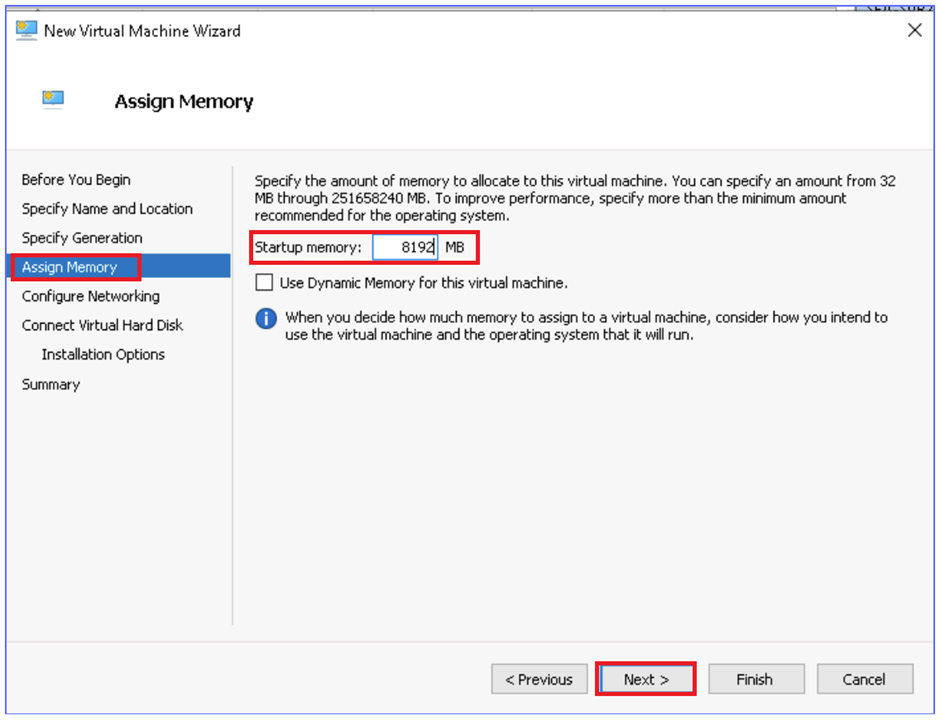 New Virtual Machine Wizard
Assign Memory
Before You Begin
Specify Name and Location
Specify Generation
Assign Memory
Configure Networking
Connect Virtual Hard Disk
Installation Options
Summary
Specify the amount of memory to allocate to this virtual machine. You can specify an amount from 32
MB through 251658240 MB. To improve performance, specify more than the minimum amount
recommended for the operating system.
Startup memory: 8192 MB
Use Dynamic Memory for this virtual machine.
When you decide how much memory to assign to a virtual machine, consider how you intend to
use the virtual machine and the operating system that it will run.
< Previous Next > Finish Cancel